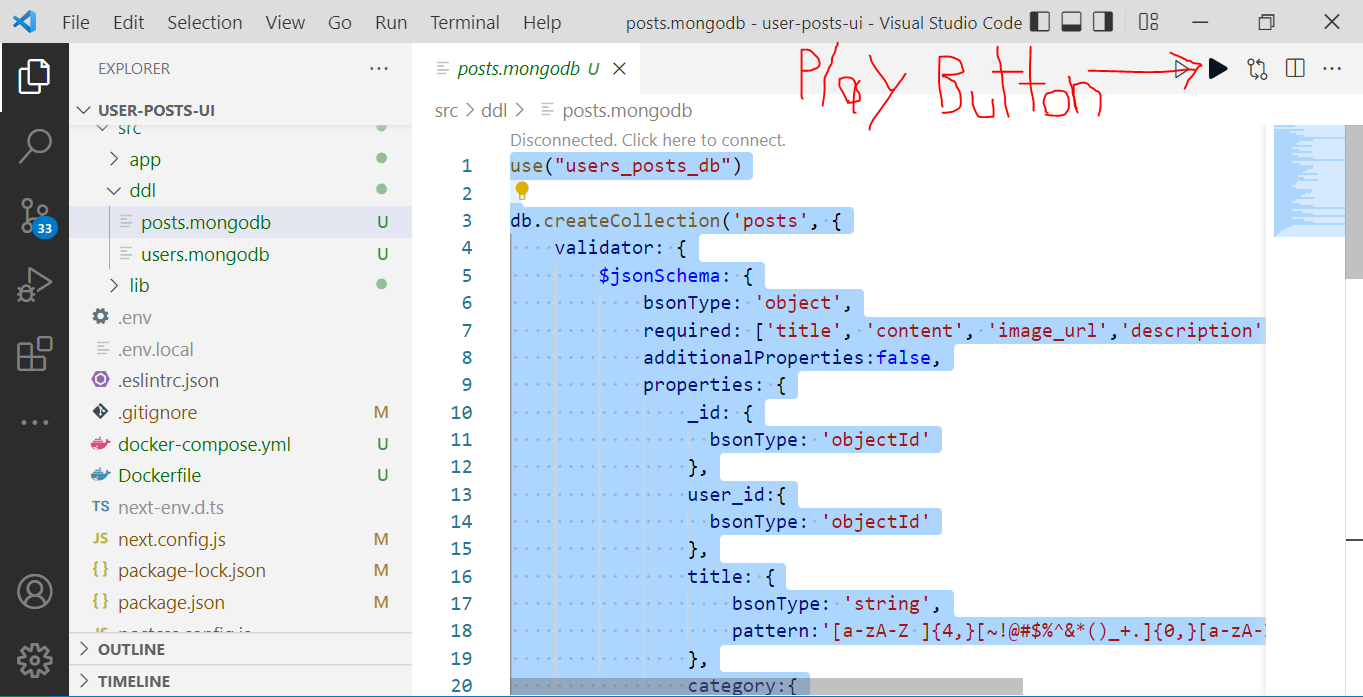 File Edit Selection View Go Run Terminal Help posts.mongodb - user-posts-ui - Visual Studio Code
EXPLORER
USER-POSTS-UI
src
app
ddl
posts.mongodb U
users.mongodb U
lib
.env
.env.local
.eslintrc.json
.gitignore M
docker-compose.yml U
Dockerfile U
TS next-env.d.ts
JS next.config.js M
{} package-lock.json M
{} package.json M
JS postcss.config.js
OUTLINE
TIMELINE
33
posts.mongodb U
Play Button
src > ddl > posts.mongodb
Disconnected. Click here to connect.
1 use("users_posts_db")
2
3 db.createCollection('posts', {
4 validator: {
5 $jsonSchema: {
6 bsonType: 'object',
7 required: ['title', 'content', 'image_url','description'
8 additionalProperties:false,
9 properties: {
10 _id: {
11 bsonType: 'objectId'
12 },
13 user_id:{
14 bsonType: 'objectId'
15 },
16 title: {
17 bsonType: 'string',
18 pattern:'[a-zA-Z ]{4,}[~!@#$%^&*()_+.]{0,}[a-zA-
19 },
20 category:{